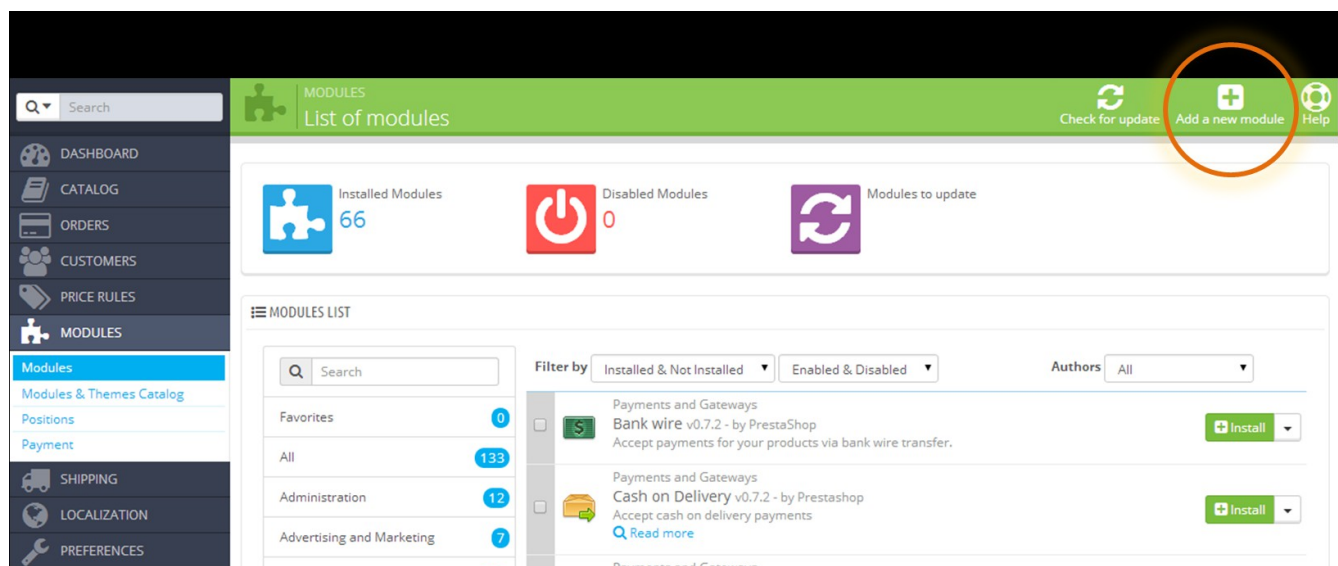 Search
DASHBOARD
CATALOG
ORDERS
CUSTOMERS
PRICE RULES
MODULES
Modules
Modules & Themes Catalog
Positions
Payment
SHIPPING
LOCALIZATION
PREFERENCES
MODULES
List of modules
Check for update
Add a new module
Help
Installed Modules
66
Disabled Modules
0
Modules to update
MODULES LIST
Search
Favorites 0
All 133
Administration 12
Advertising and Marketing 7
Filter by Installed & Not Installed Enabled & Disabled Authors All
Payments and Gateways
Bank wire v0.7.2 - by PrestaShop
Accept payments for your products via bank wire transfer.
Install
Payments and Gateways
Cash on Delivery v0.7.2 - by Prestashop
Accept cash on delivery payments
Read more
Install